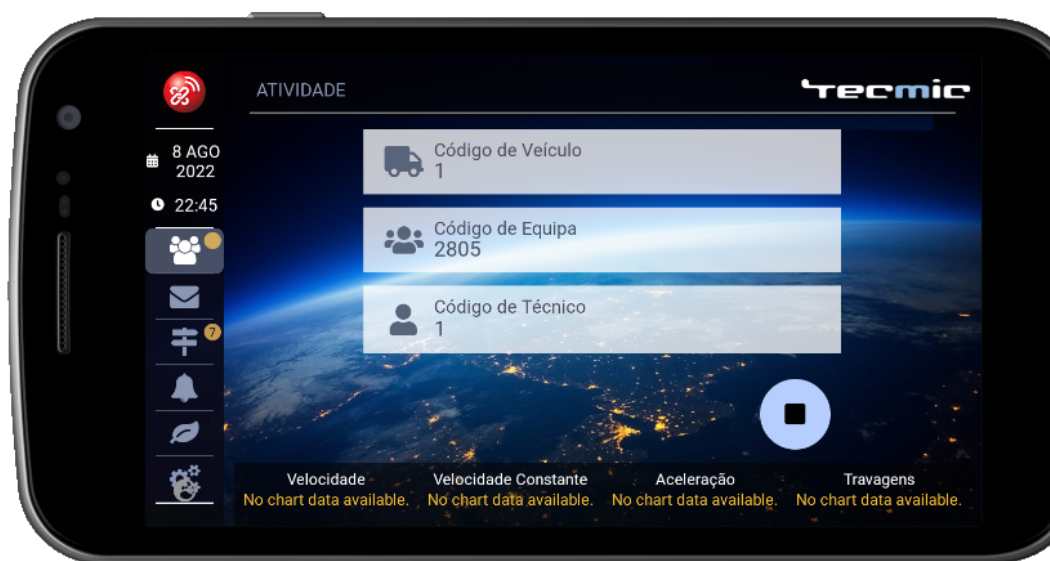 ATIVIDADE
Tecmic
8 AGO
2022
22:45
7
Código de Veículo
1
Código de Equipa
2805
Código de Técnico
1
Velocidade
No chart data available.
Velocidade Constante
No chart data available.
Aceleração
No chart data available.
Travagens
No chart data available.